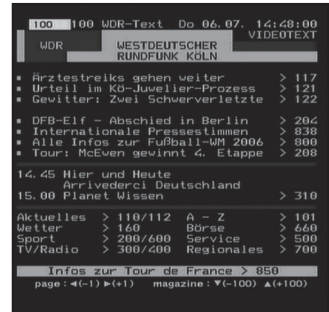 100 100 WDR-Text Do 06.07. 14:48:00
VIDEOTEXT
WDR WESTDEUTSCHER
RUNDFUNK KÖLN
Ärztestreiks gehen weiter > 117
Urteil im Kö-Juwelier-Prozess > 121
Gewitter: Zwei Schwerverletzte > 122
DFB-Elf - Abschied in Berlin > 204
Internationale Pressestimmen > 838
Alle Infos zur Fußball-WM 2006 > 800
Tour: McEwen gewinnt 4. Etappe > 208
14.45 Hier und Heute
Arrivederci Deutschland
15.00 Planet Wissen > 310
Aktuelles > 110/112 A - Z > 101
Wetter > 160 Börse > 660
Sport > 200/600 Service > 500
TV/Radio > 300/400 Regionales > 700
Infos zur Tour de France > 850
page: ◄(-1) ►(+1) magazine: ▼(-100) ▲(+100)